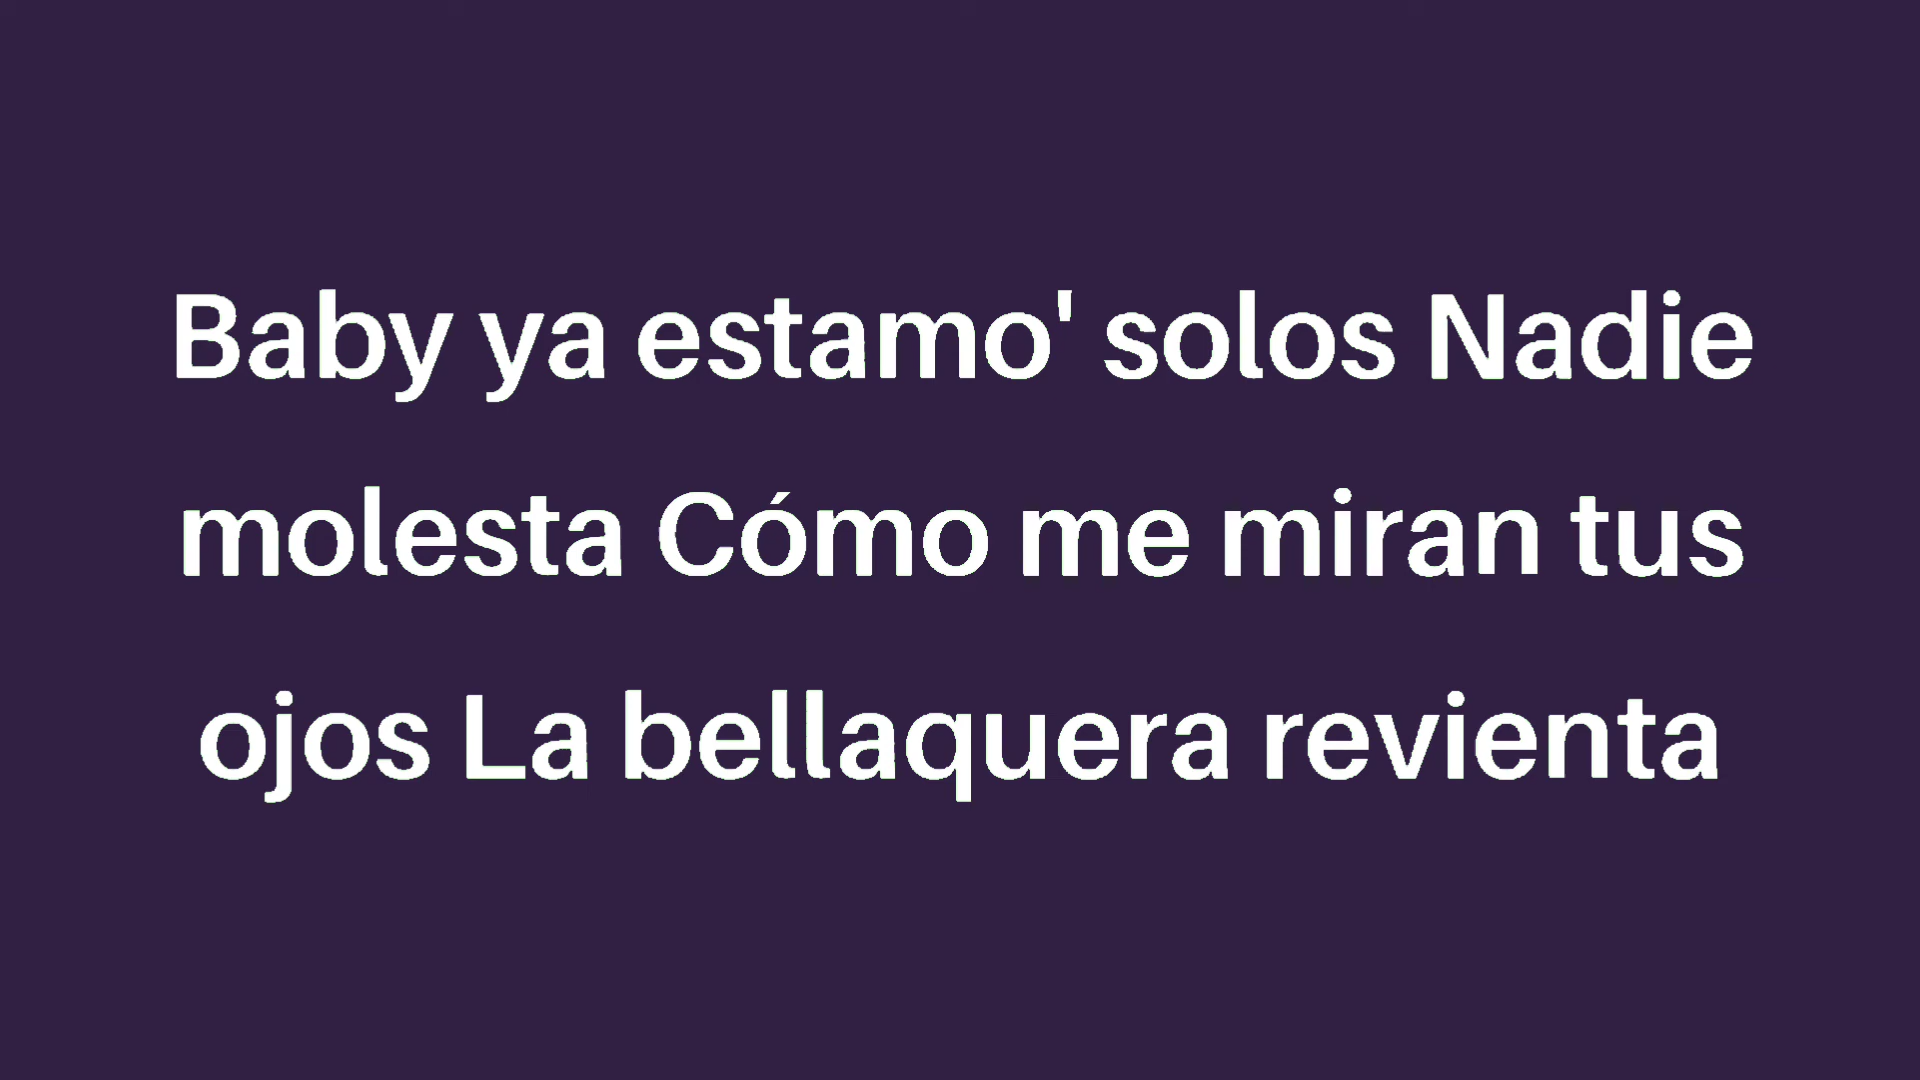 Baby ya estamo' solos Nadie
molesta Cómo me miran tus
ojos La bellaquera revienta